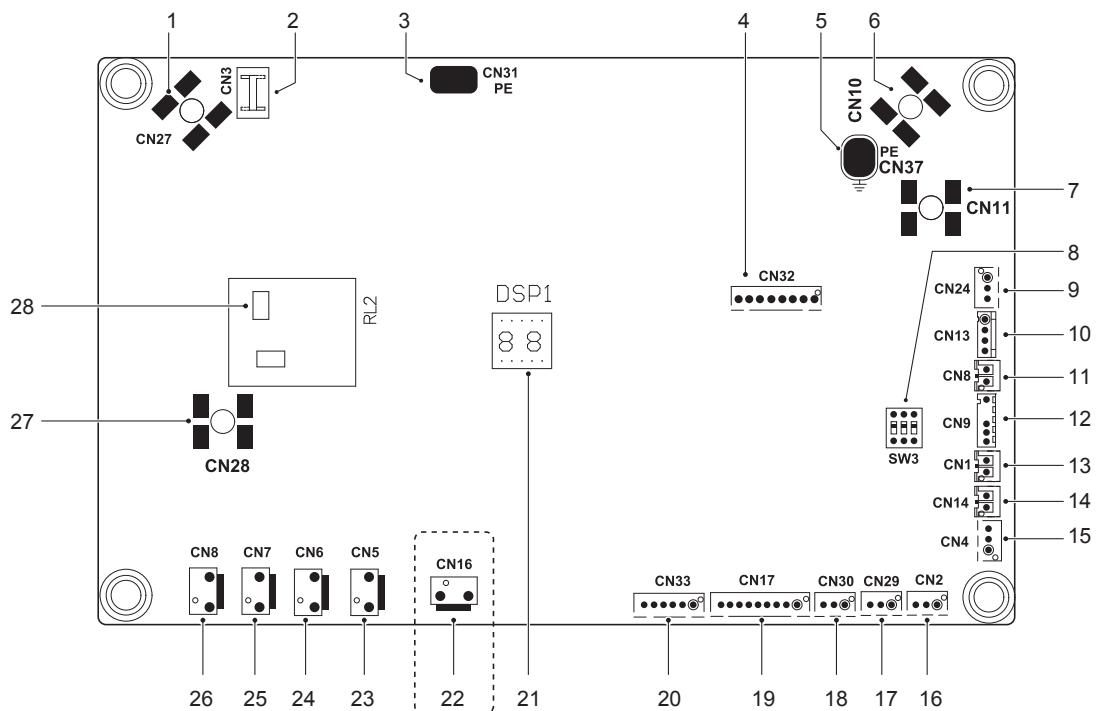 1 2 3 4 5 6
CN3
CN31
PE
CN27
CN10
PE
CN37
7
CN11
8
CN32
CN24
9
28
RL2
DSP1
CN13
10
CN8
11
8 8
CN9
12
27
CN28
SW3
CN1
13
CN14
14
CN4
15
CN8 CN7 CN6 CN5 CN16
CN33 CN17 CN30 CN29 CN2
26 25 24 23 22 21 20 19 18 17 16